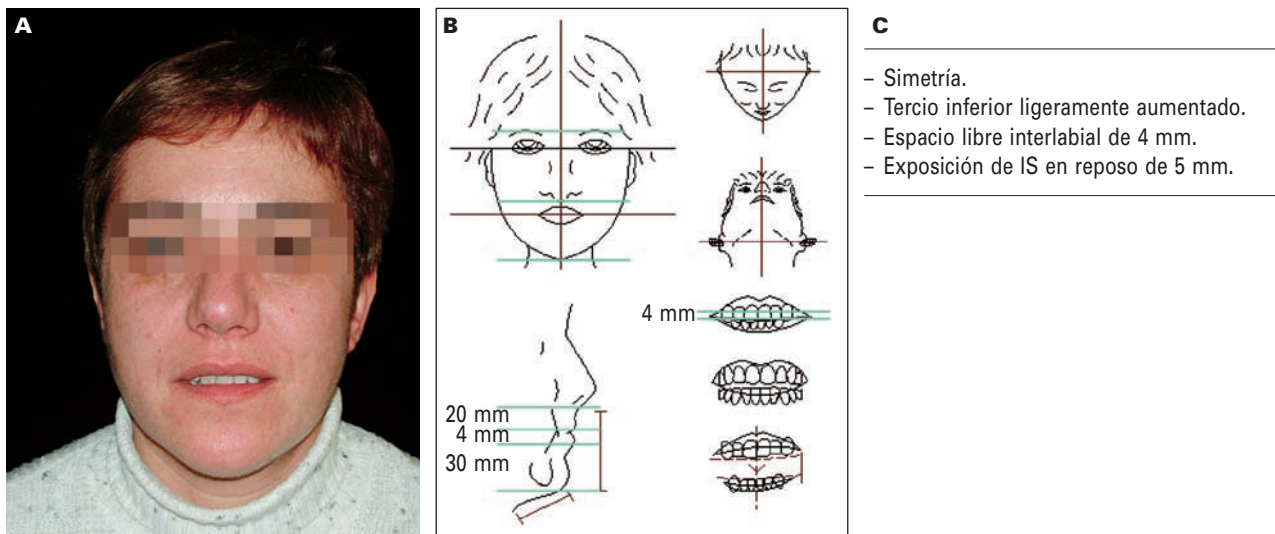 A
B
4 mm
20 mm
4 mm
30 mm
C
– Simetría.
– Tercio inferior ligeramente aumentado.
– Espacio libre interlabial de 4 mm.
– Exposición de IS en reposo de 5 mm.